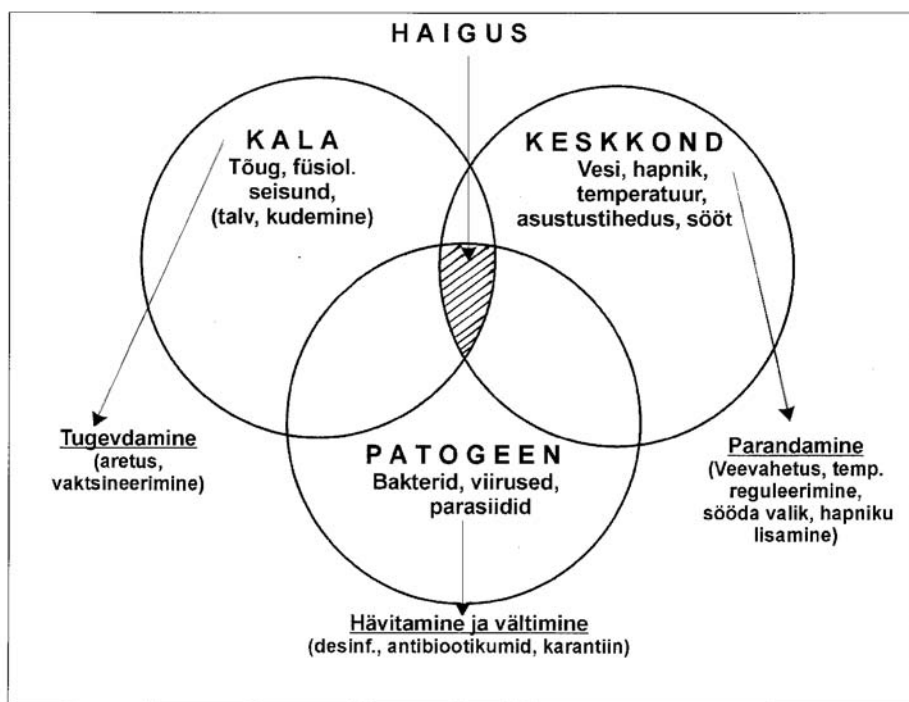 HAIGUS
KALA
Tõug, füsiol.
seisund,
(talv, kudemine)
KESKKOND
Vesi, hapnik,
temperatuur,
asustustihedus, sööt
Tugevdamine
(aretus,
vaktsineerimine)
PATOGEEN
Bakterid, viirused,
parasiidid
Parandamine
(Veevahetus, temp.
reguleerimine,
sööda valik, hapniku
lisamine)
Hävitamine ja vältimine
(desinf., antibiootikumid, karantiin)